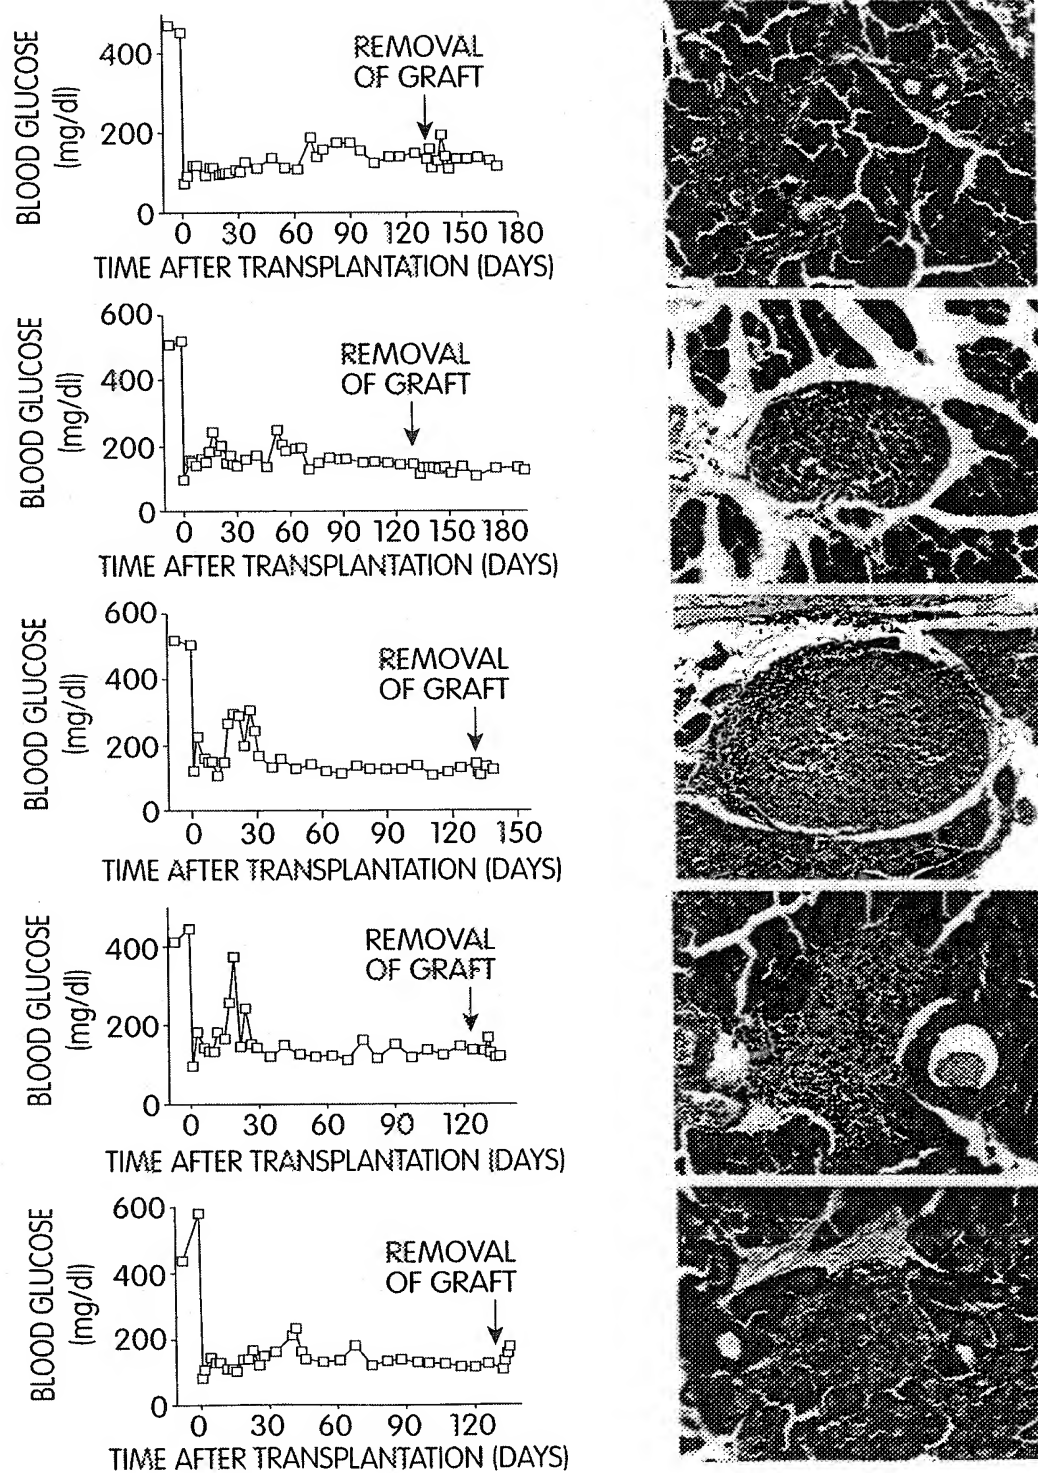 BLOOD GLUCOSE
(mg/dl)
400
200
0
REMOVAL
OF GRAFT
0 30 60 90 120 150 180
TIME AFTER TRANSPLANTATION (DAYS)
BLOOD GLUCOSE
(mg/dl)
600
400
200
0
REMOVAL
OF GRAFT
0 30 60 90 120 150 180
TIME AFTER TRANSPLANTATION (DAYS)
BLOOD GLUCOSE
(mg/dl)
600
400
200
0
REMOVAL
OF GRAFT
0 30 60 90 120 150
TIME AFTER TRANSPLANTATION (DAYS)
BLOOD GLUCOSE
(mg/dl)
400
200
0
REMOVAL
OF GRAFT
0 30 60 90 120
TIME AFTER TRANSPLANTATION (DAYS)
BLOOD GLUCOSE
(mg/dl)
600
400
200
0
REMOVAL
OF GRAFT
0 30 60 90 120
TIME AFTER TRANSPLANTATION (DAYS)